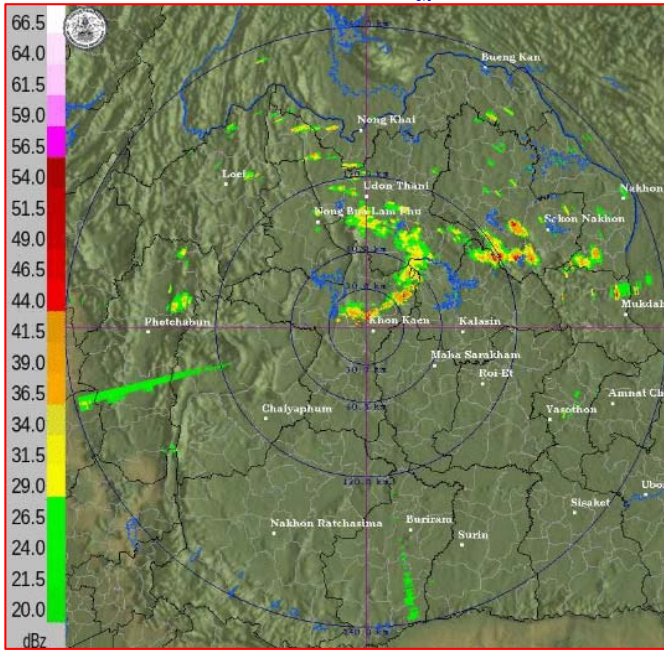 66.5
64.0
61.5
59.0
56.5
54.0
51.5
49.0
46.5
44.0
41.5
39.0
36.5
34.0
31.5
29.0
26.5
24.0
21.5
20.0
dBz
Bueng Kan
Nong Khai
Loei
Udon Thani
Nakhon
Nong Bua Lam Phu
Sakon Nakhon
Mukdah
Phetchabun
Khon Kaen
Kalasin
Maha Sarakham
Roi-Et
Chaiyaphum
Amnat Ch
Yasothon
120.0 km
Ubo
Sisaket
Nakhon Ratchasima
Buriram
Surin